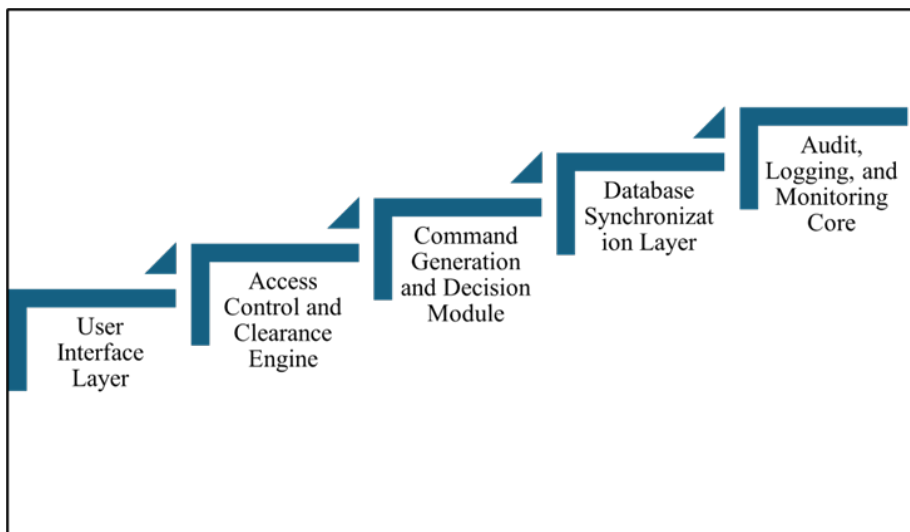 User
Interface
Layer
Access
Control and
Clearance
Engine
Command
Generation
and Decision
Module
Database
Synchronizat
ion Layer
Audit,
Logging, and
Monitoring
Core